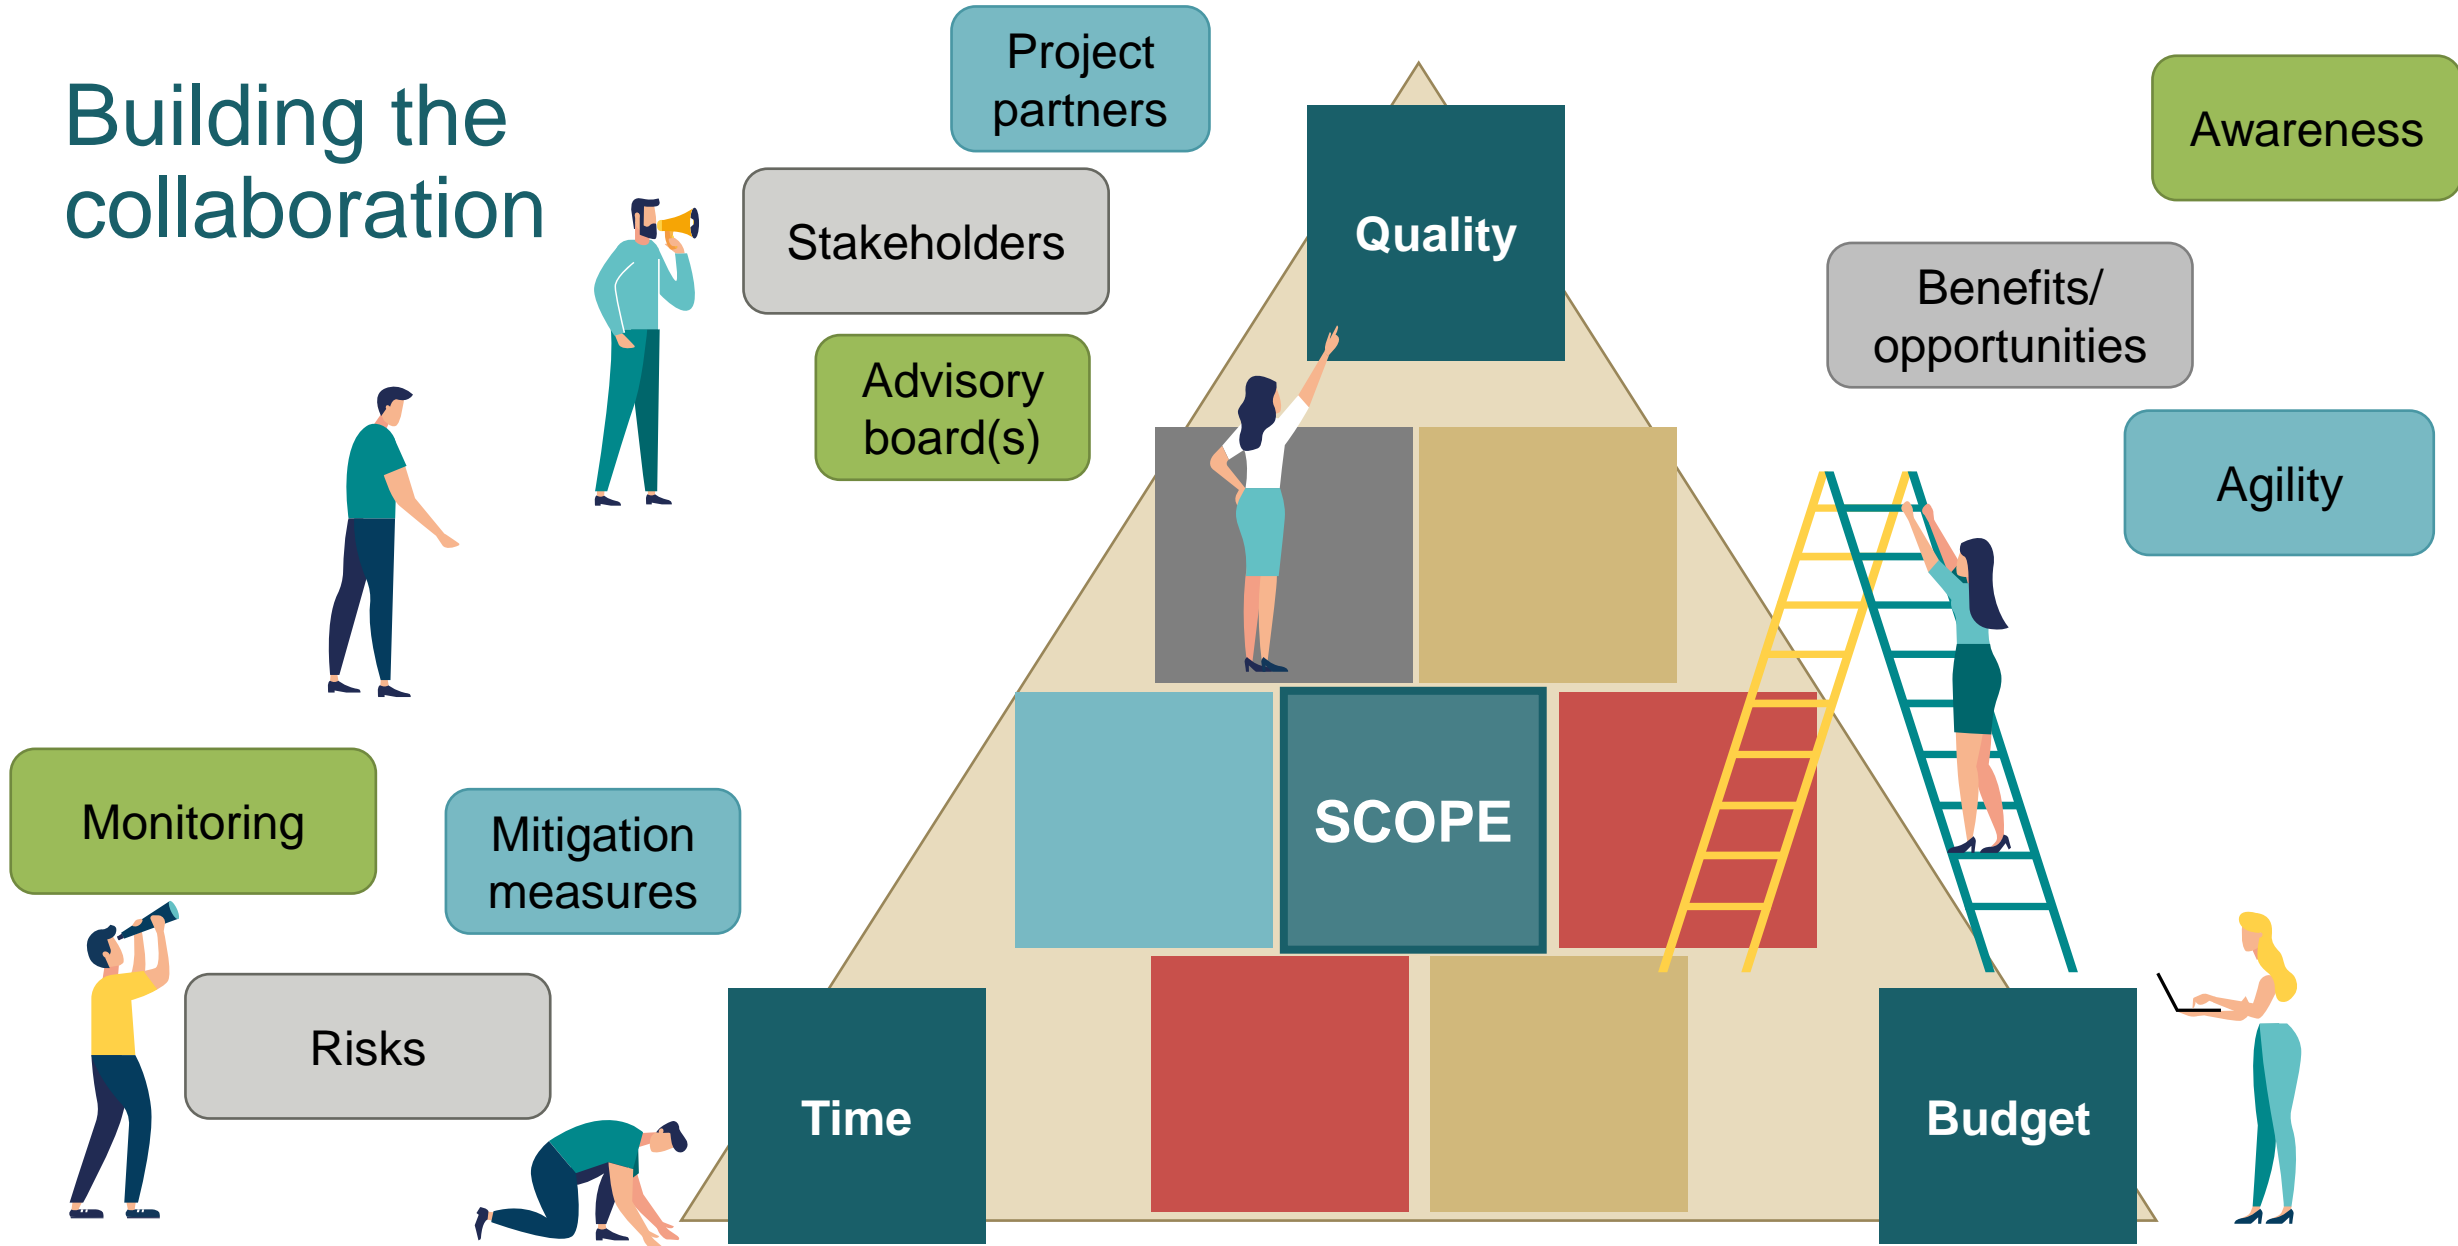 Building the
collaboration
Project
partners
Stakeholders
Advisory
board(s)
Quality
Awareness
Benefits/
opportunities
Agility
Monitoring
Mitigation
measures
Risks
SCOPE
Time
Budget